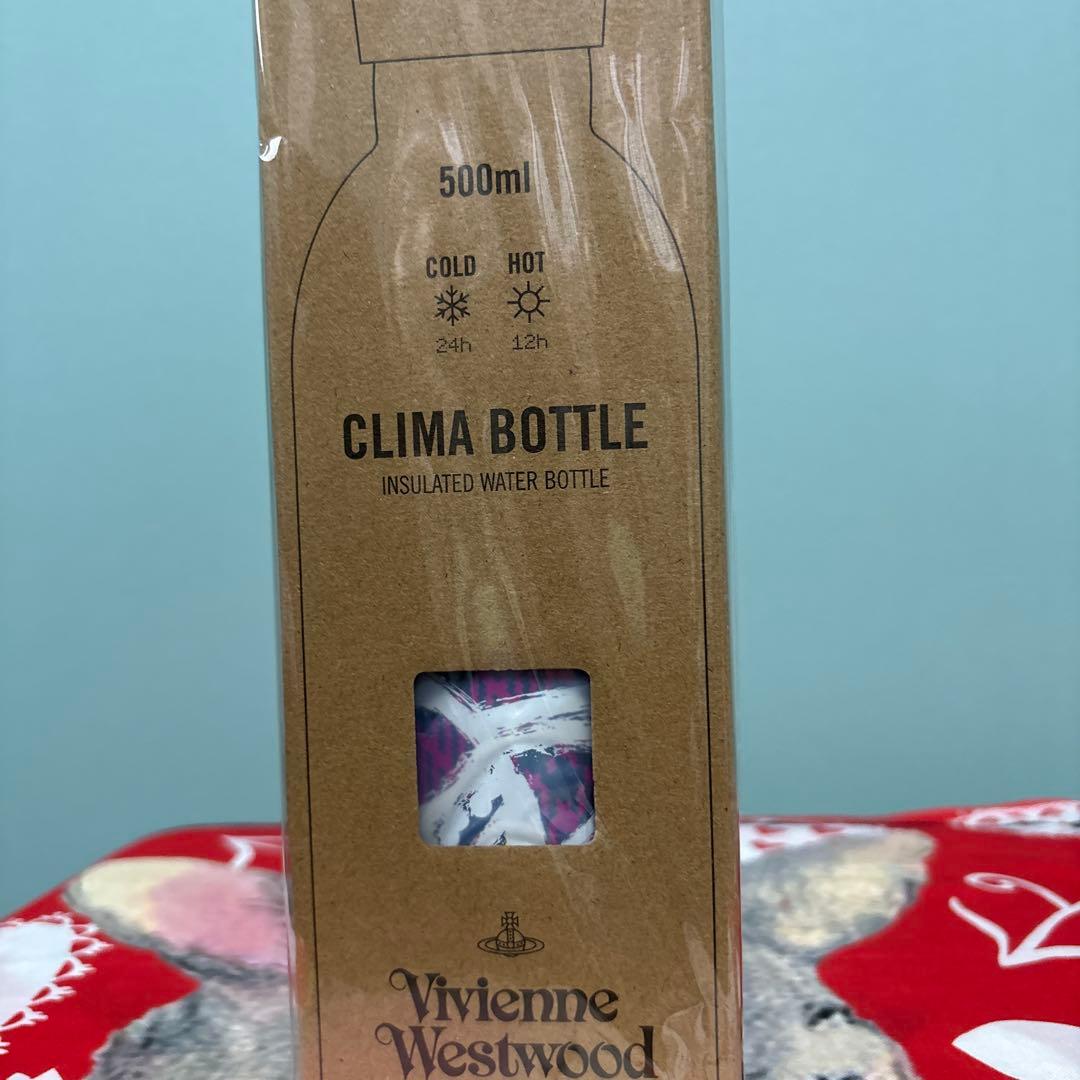 500ml
COLD HOT
24h 12h
CLIMA BOTTLE
INSULATED WATER BOTTLE
Vivienne
Westwood